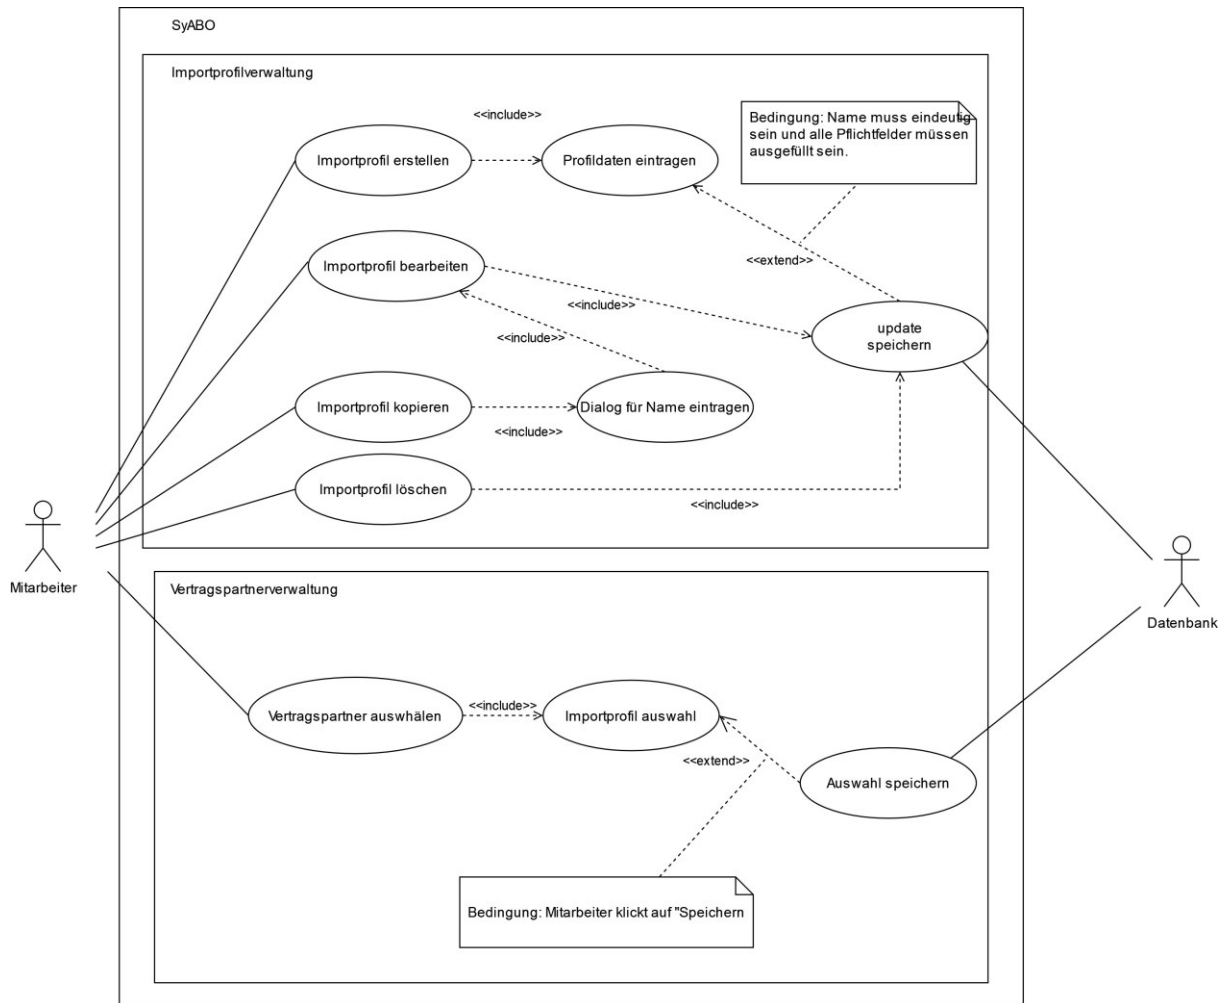 SyABO
Importprofilverwaltung
<<include>>
Bedingung: Name muss eindeutig
sein und alle Pflichtfelder müssen
ausgefüllt sein.
Importprofil erstellen
Profildaten eintragen
<<extend>>
Importprofil bearbeiten
<<include>>
update
speichern
<<include>>
Importprofil kopieren
Dialog für Name eintragen
<<include>>
Importprofil löschen
<<include>>
Mitarbeiter
Vertragspartnerverwaltung
Datenbank
Vertragspartner auswhälen
<<include>>
Importprofil auswahl
<<extend>>
Auswahl speichern
Bedingung: Mitarbeiter klickt auf "Speichern